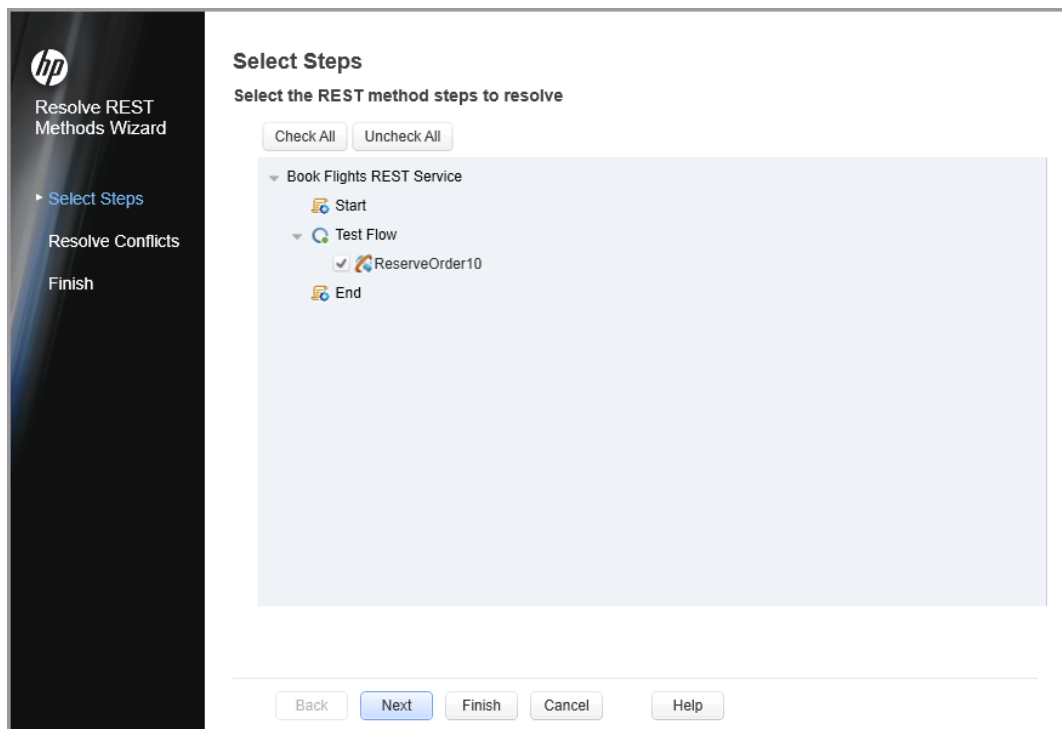 hp
Resolve REST
Methods Wizard
Select Steps
Resolve Conflicts
Finish
Select Steps
Select the REST method steps to resolve
Check All Uncheck All
Book Flights REST Service
Start
Test Flow
ReserveOrder10
End
Back Next Finish Cancel Help